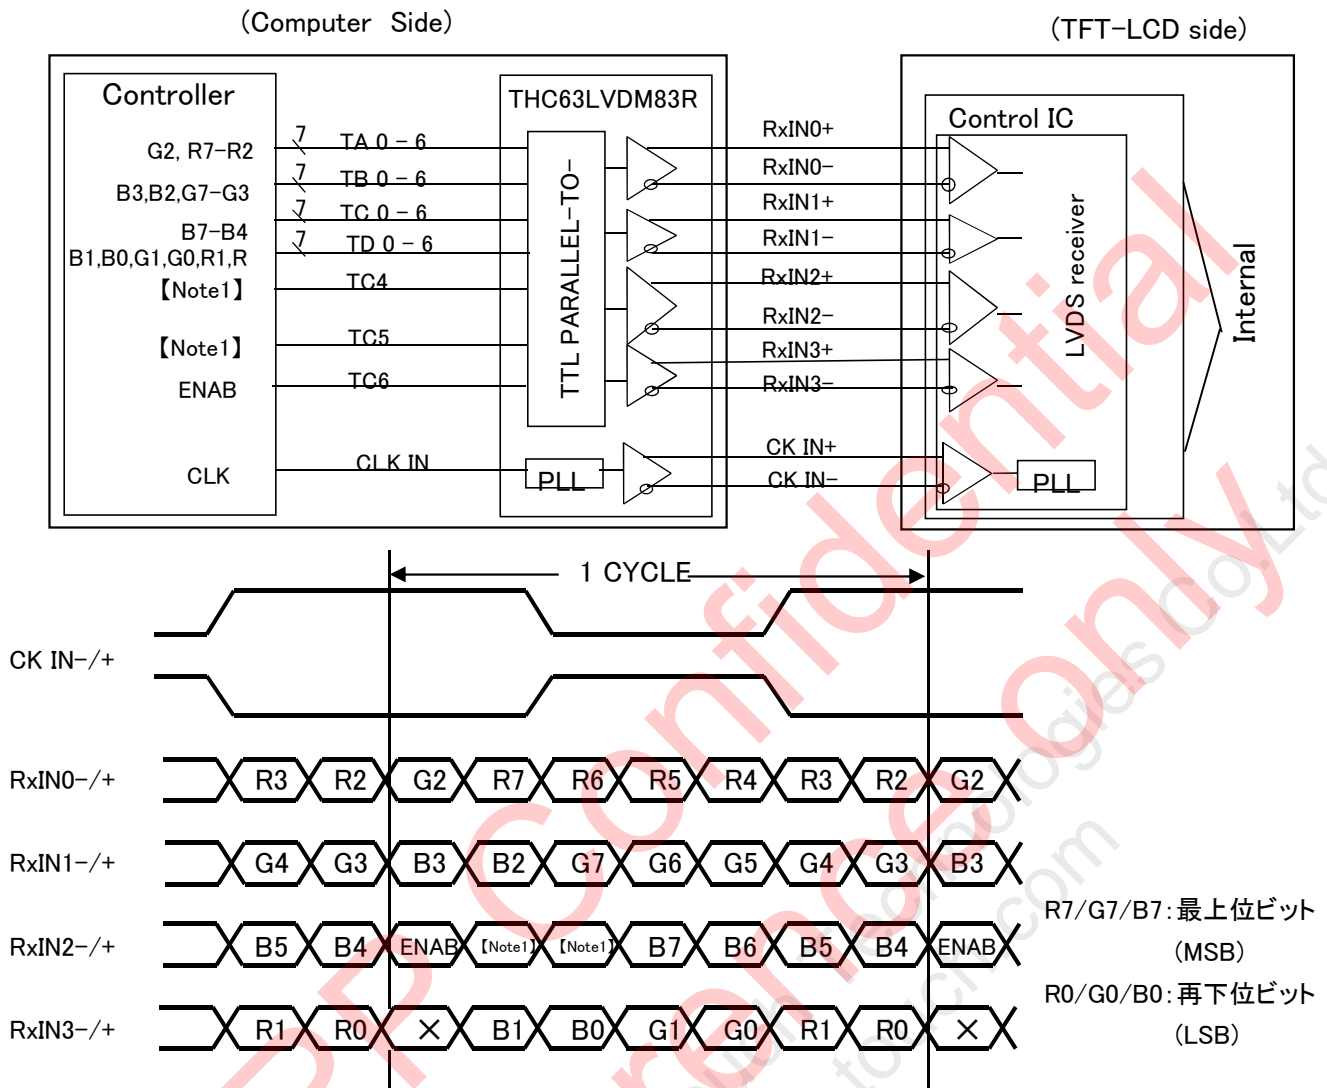 (Computer Side)
(TFT-LCD side)
Controller
THC63LVDM83R
Control IC
G2, R7-R2
B3,B2,G7-G3
B7-B4
B1,B0,G1,G0,R1,R
【Note1】
【Note1】
ENAB
CLK
7
TA 0 - 6
7
TB 0 - 6
7
TC 0 - 6
7
TD 0 - 6
TC4
TC5
TC6
CLK IN
TTL PARALLEL-TO-
PLL
RxIN0+
RxIN0-
RxIN1+
RxIN1-
RxIN2+
RxIN2-
RxIN3+
RxIN3-
CK IN+
CK IN-
LVDS receiver
PLL
Internal
1 CYCLE
CK IN-/+
RxIN0-/+ R3 R2 G2 R7 R6 R5 R4 R3 R2 G2
RxIN1-/+ G4 G3 B3 B2 G7 G6 G5 G4 G3 B3
RxIN2-/+ B5 B4 ENAB 【Note1】 【Note1】 B7 B6 B5 B4 ENAB
RxIN3-/+ R1 R0 × B1 B0 G1 G0 R1 R0 ×
R7/G7/B7:最上位ビット
(MSB)
R0/G0/B0:再下位ビット
(LSB)
Confidential
only